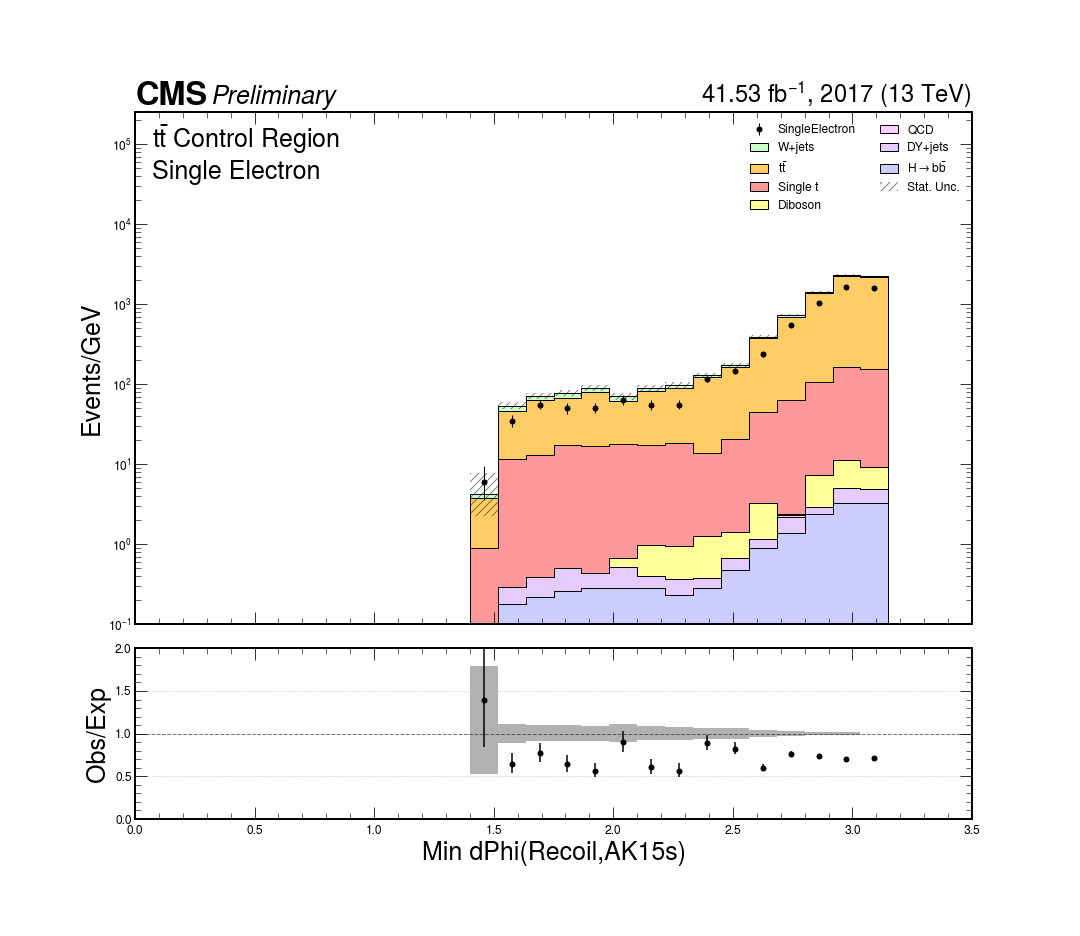 CMS Preliminary 41.53 fb⁻¹, 2017 (13 TeV)
tt̄ Control Region
Single Electron
SingleElectron
W+jets
tt̄
Single t
Diboson
QCD
DY+jets
H→bb̄
Stat. Unc.
Events/GeV
10⁵
10⁴
10³
10²
10¹
10⁰
10⁻¹
Obs/Exp
2.0
1.5
1.0
0.5
0.0
0.0 0.5 1.0 1.5 2.0 2.5 3.0 3.5
Min dPhi(Recoil,AK15s)